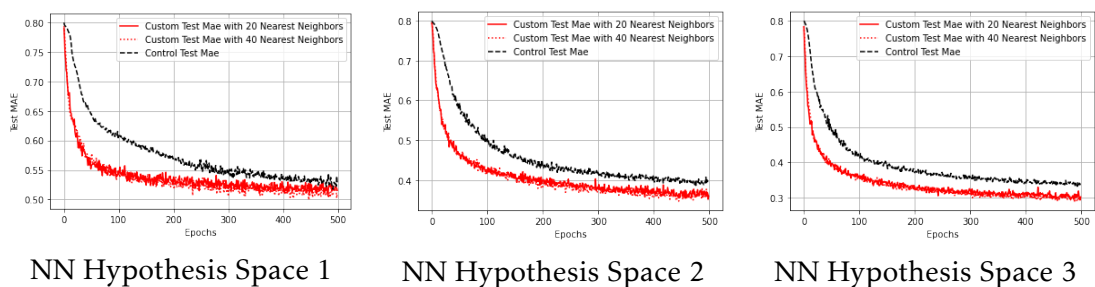 0.80
0.75
0.70
0.65
0.60
0.55
0.50
Test MAE
0
100
200
300
400
500
Epochs
Custom Test Mae with 20 Nearest Neighbors
Custom Test Mae with 40 Nearest Neighbors
Control Test Mae
NN Hypothesis Space 1
0.8
0.7
0.6
0.5
0.4
Test MAE
0
100
200
300
400
500
Epochs
Custom Test Mae with 20 Nearest Neighbors
Custom Test Mae with 40 Nearest Neighbors
Control Test Mae
NN Hypothesis Space 2
0.8
0.7
0.6
0.5
0.4
0.3
Test MAE
0
100
200
300
400
500
Epochs
Custom Test Mae with 20 Nearest Neighbors
Custom Test Mae with 40 Nearest Neighbors
Control Test Mae
NN Hypothesis Space 3